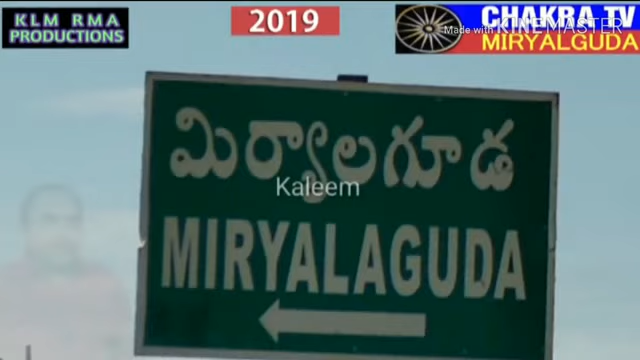 KLM RMA
PRODUCTIONS
2019
CHAKRA TV
MIRYALGUDA
Made with KINEMASTER
మిర్యాలగూడ
Kaleem
MIRYALAGUDA